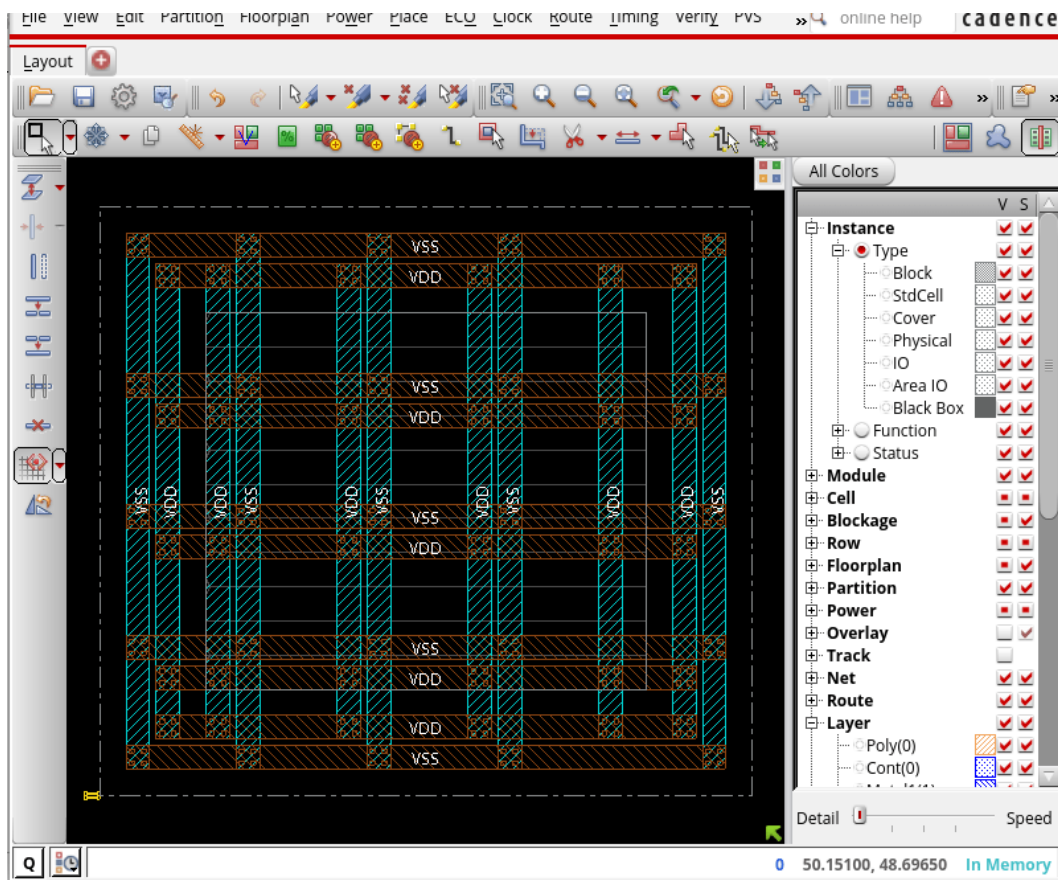 File View Edit Partition Floorplan Power Place ECO Clock Route Timing Verify PVS » online help cadence
Layout
»
»
All Colors
V S
Instance
Type
Block
StdCell
Cover
Physical
IO
Area IO
Black Box
Function
Status
Module
Cell
Blockage
Row
Floorplan
Partition
Power
Overlay
Track
Net
Route
Layer
Poly(0)
Cont(0)
Metal1(1)
Detail
Speed
VSS
VDD
VSS
VDD
VSS VDD VDD VSS VDD VSS VDD VSS VDD VDD VSS
VSS
VDD
VSS
VDD
VDD
VSS
Q
0 50.15100, 48.69650 In Memory